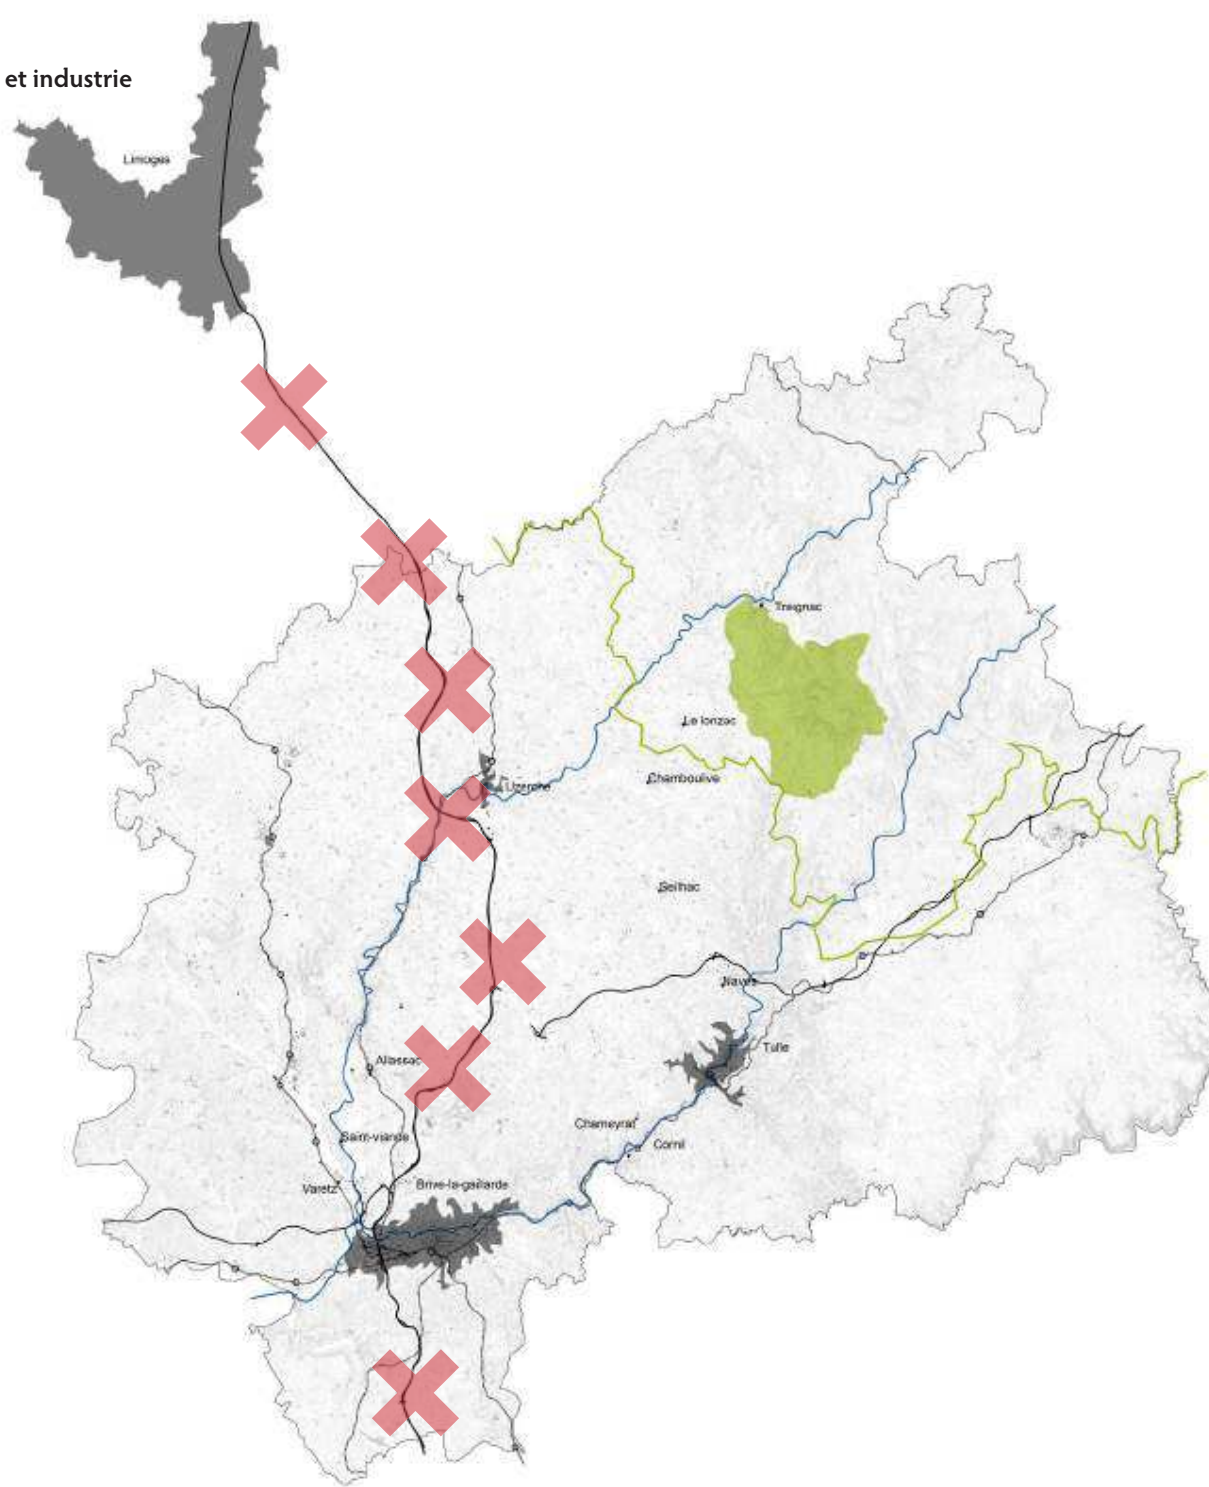 et industrie
Limoges
Treignac
Le lonzac
Chamboulive
Uzerche
Seilhac
Naves
Tulle
Allassac
Chameyrat
Cornil
Saint-viance
Varetz
Brive-la-gaillarde